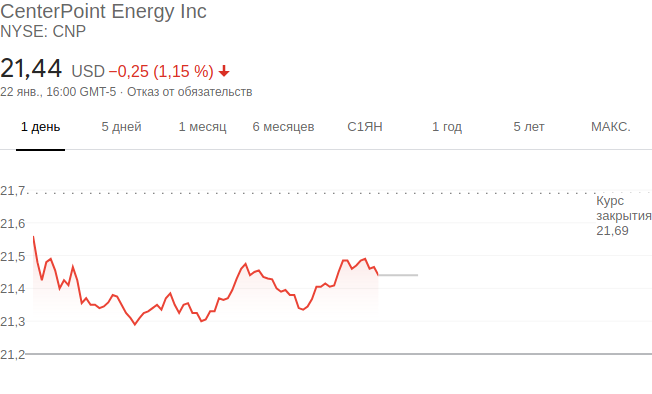 CenterPoint Energy Inc
NYSE: CNP
21,44 USD −0,25 (1,15 %)
22 янв., 16:00 GMT-5 · Отказ от обязательств
1 день 5 дней 1 месяц 6 месяцев С1ЯН 1 год 5 лет МАКС.
21,7
Курс
закрытия
21,69
21,6
21,5
21,4
21,3
21,2